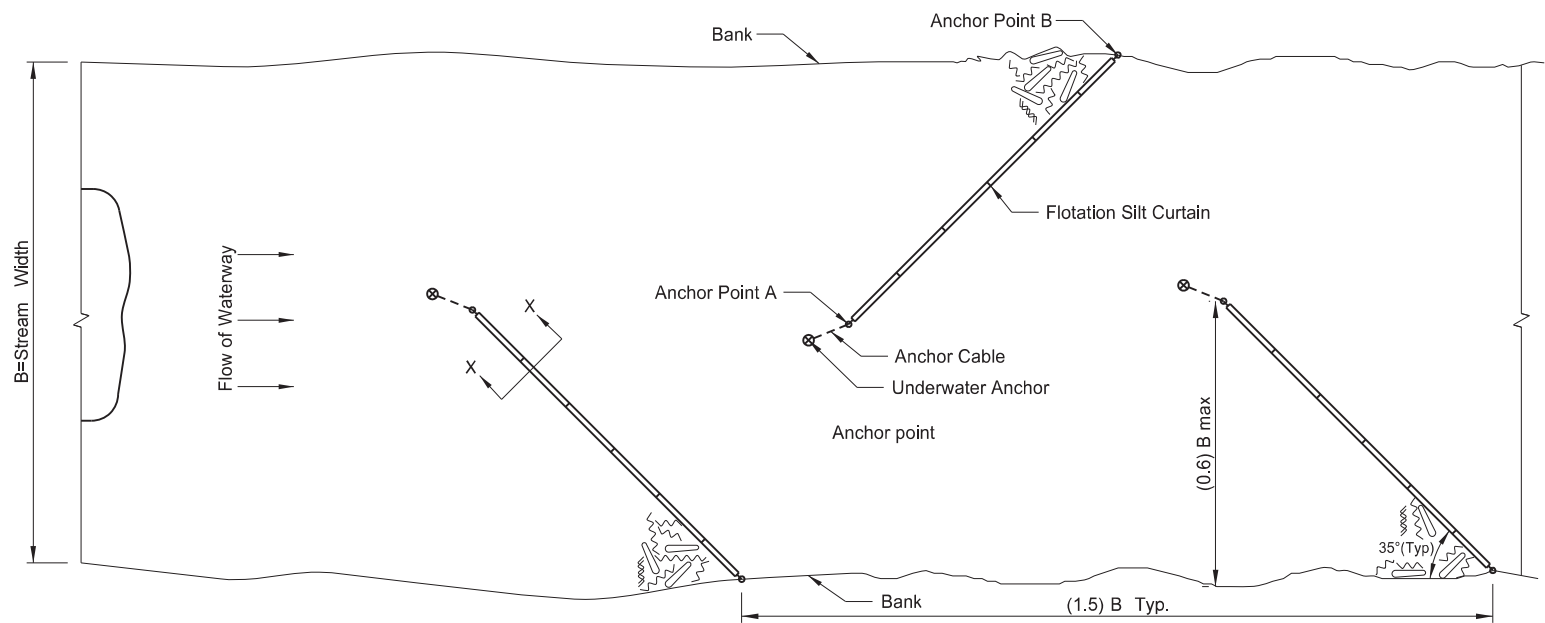 Anchor Point B
Bank
B=Stream Width
Flow of Waterway
Flotation Silt Curtain
X
Anchor Point A
X
Anchor Cable
Underwater Anchor
Anchor point
(0.6) B max
35°(Typ)
Bank
(1.5) B Typ.